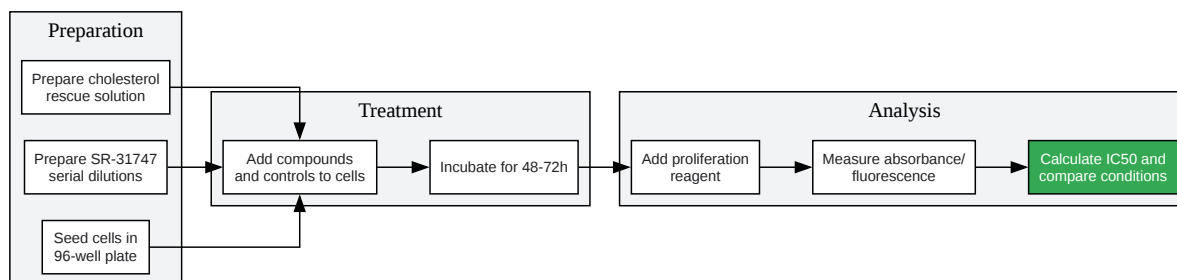 Preparation
Prepare cholesterol
rescue solution
Prepare SR-31747
serial dilutions
Seed cells in
96-well plate
Treatment
Add compounds
and controls to cells
Incubate for 48-72h
Analysis
Add proliferation
reagent
Measure absorbance/
fluorescence
Calculate IC50 and
compare conditions